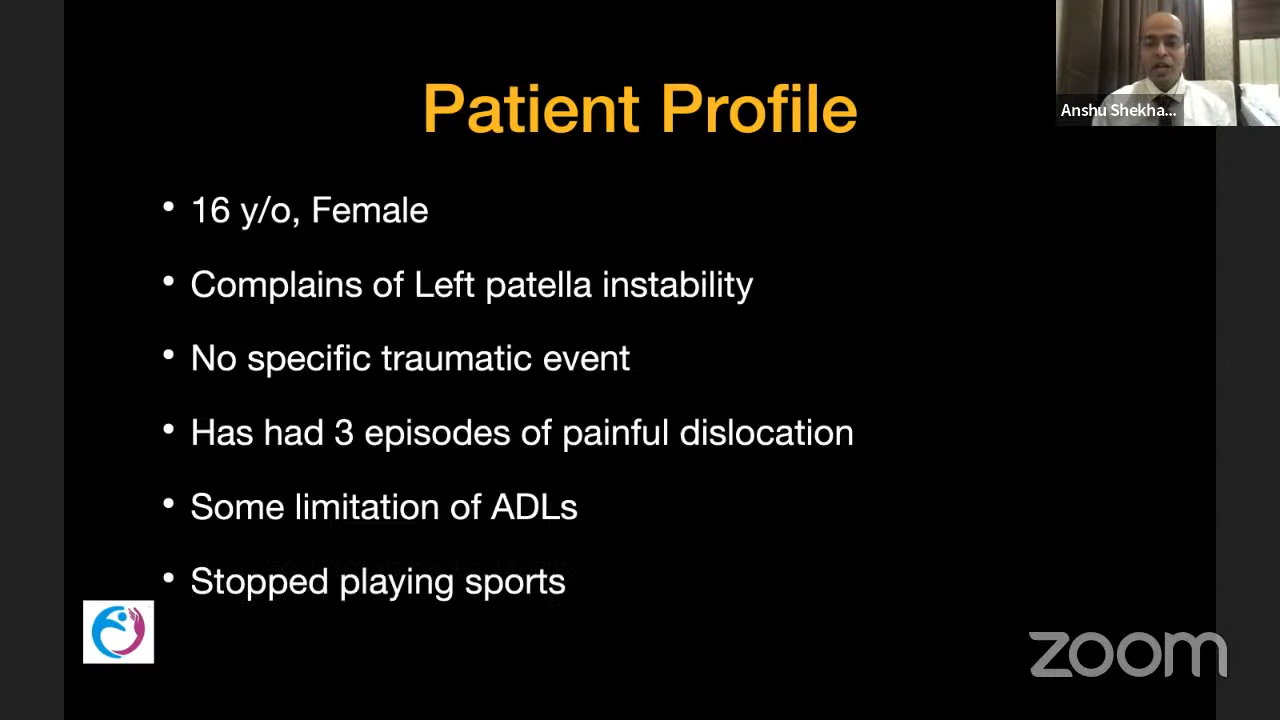 Patient Profile
Anshu Shekha...
• 16 y/o, Female
• Complains of Left patella instability
• No specific traumatic event
• Has had 3 episodes of painful dislocation
• Some limitation of ADLs
• Stopped playing sports
zoom